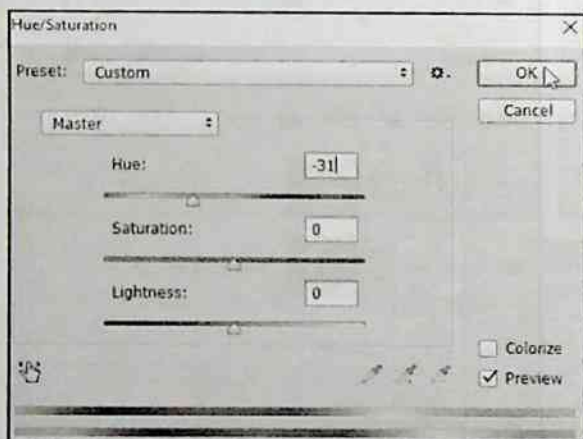 Hue/Saturation
Preset: Custom OK
Cancel
Master
Hue: -31
Saturation: 0
Lightness: 0
Colorize
Preview